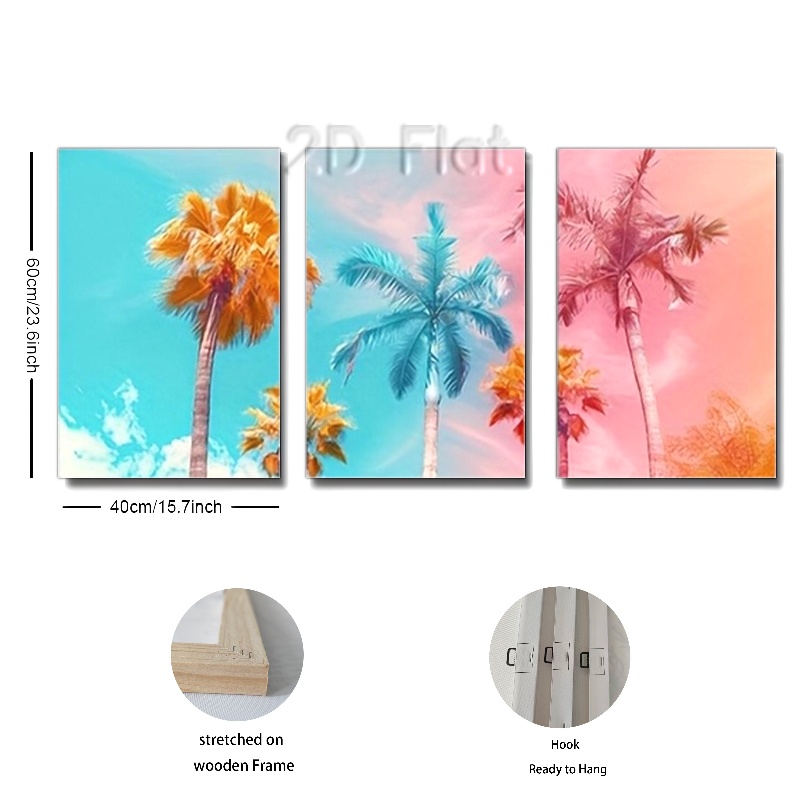 2D Flat
60cm/23.6inch
40cm/15.7inch
stretched on
wooden Frame
Hook
Ready to Hang